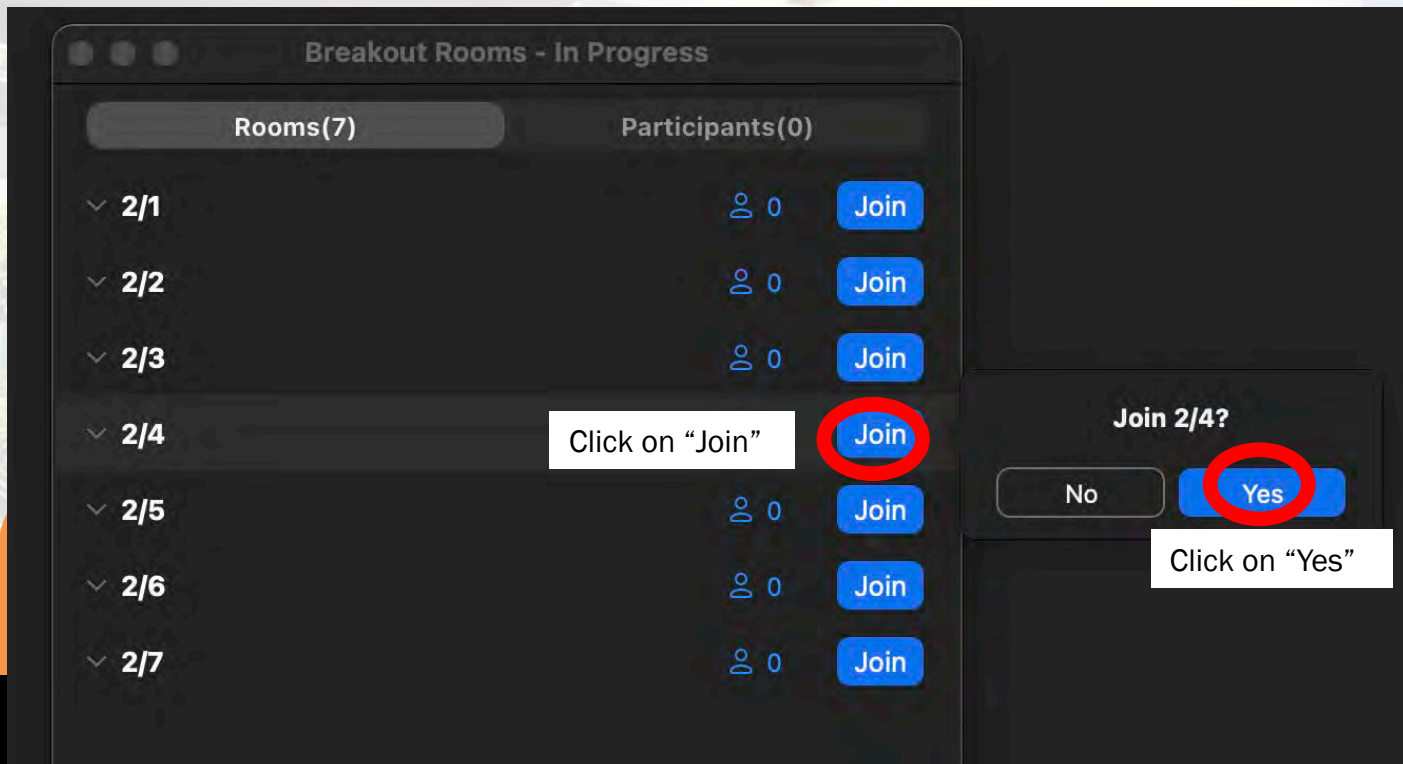 Breakout Rooms - In Progress
Rooms(7) Participants(0)
2/1 0 Join
2/2 0 Join
2/3 0 Join
2/4 Click on “Join” Join
Join 2/4?
No Yes
Click on “Yes”
2/5 0 Join
2/6 0 Join
2/7 0 Join